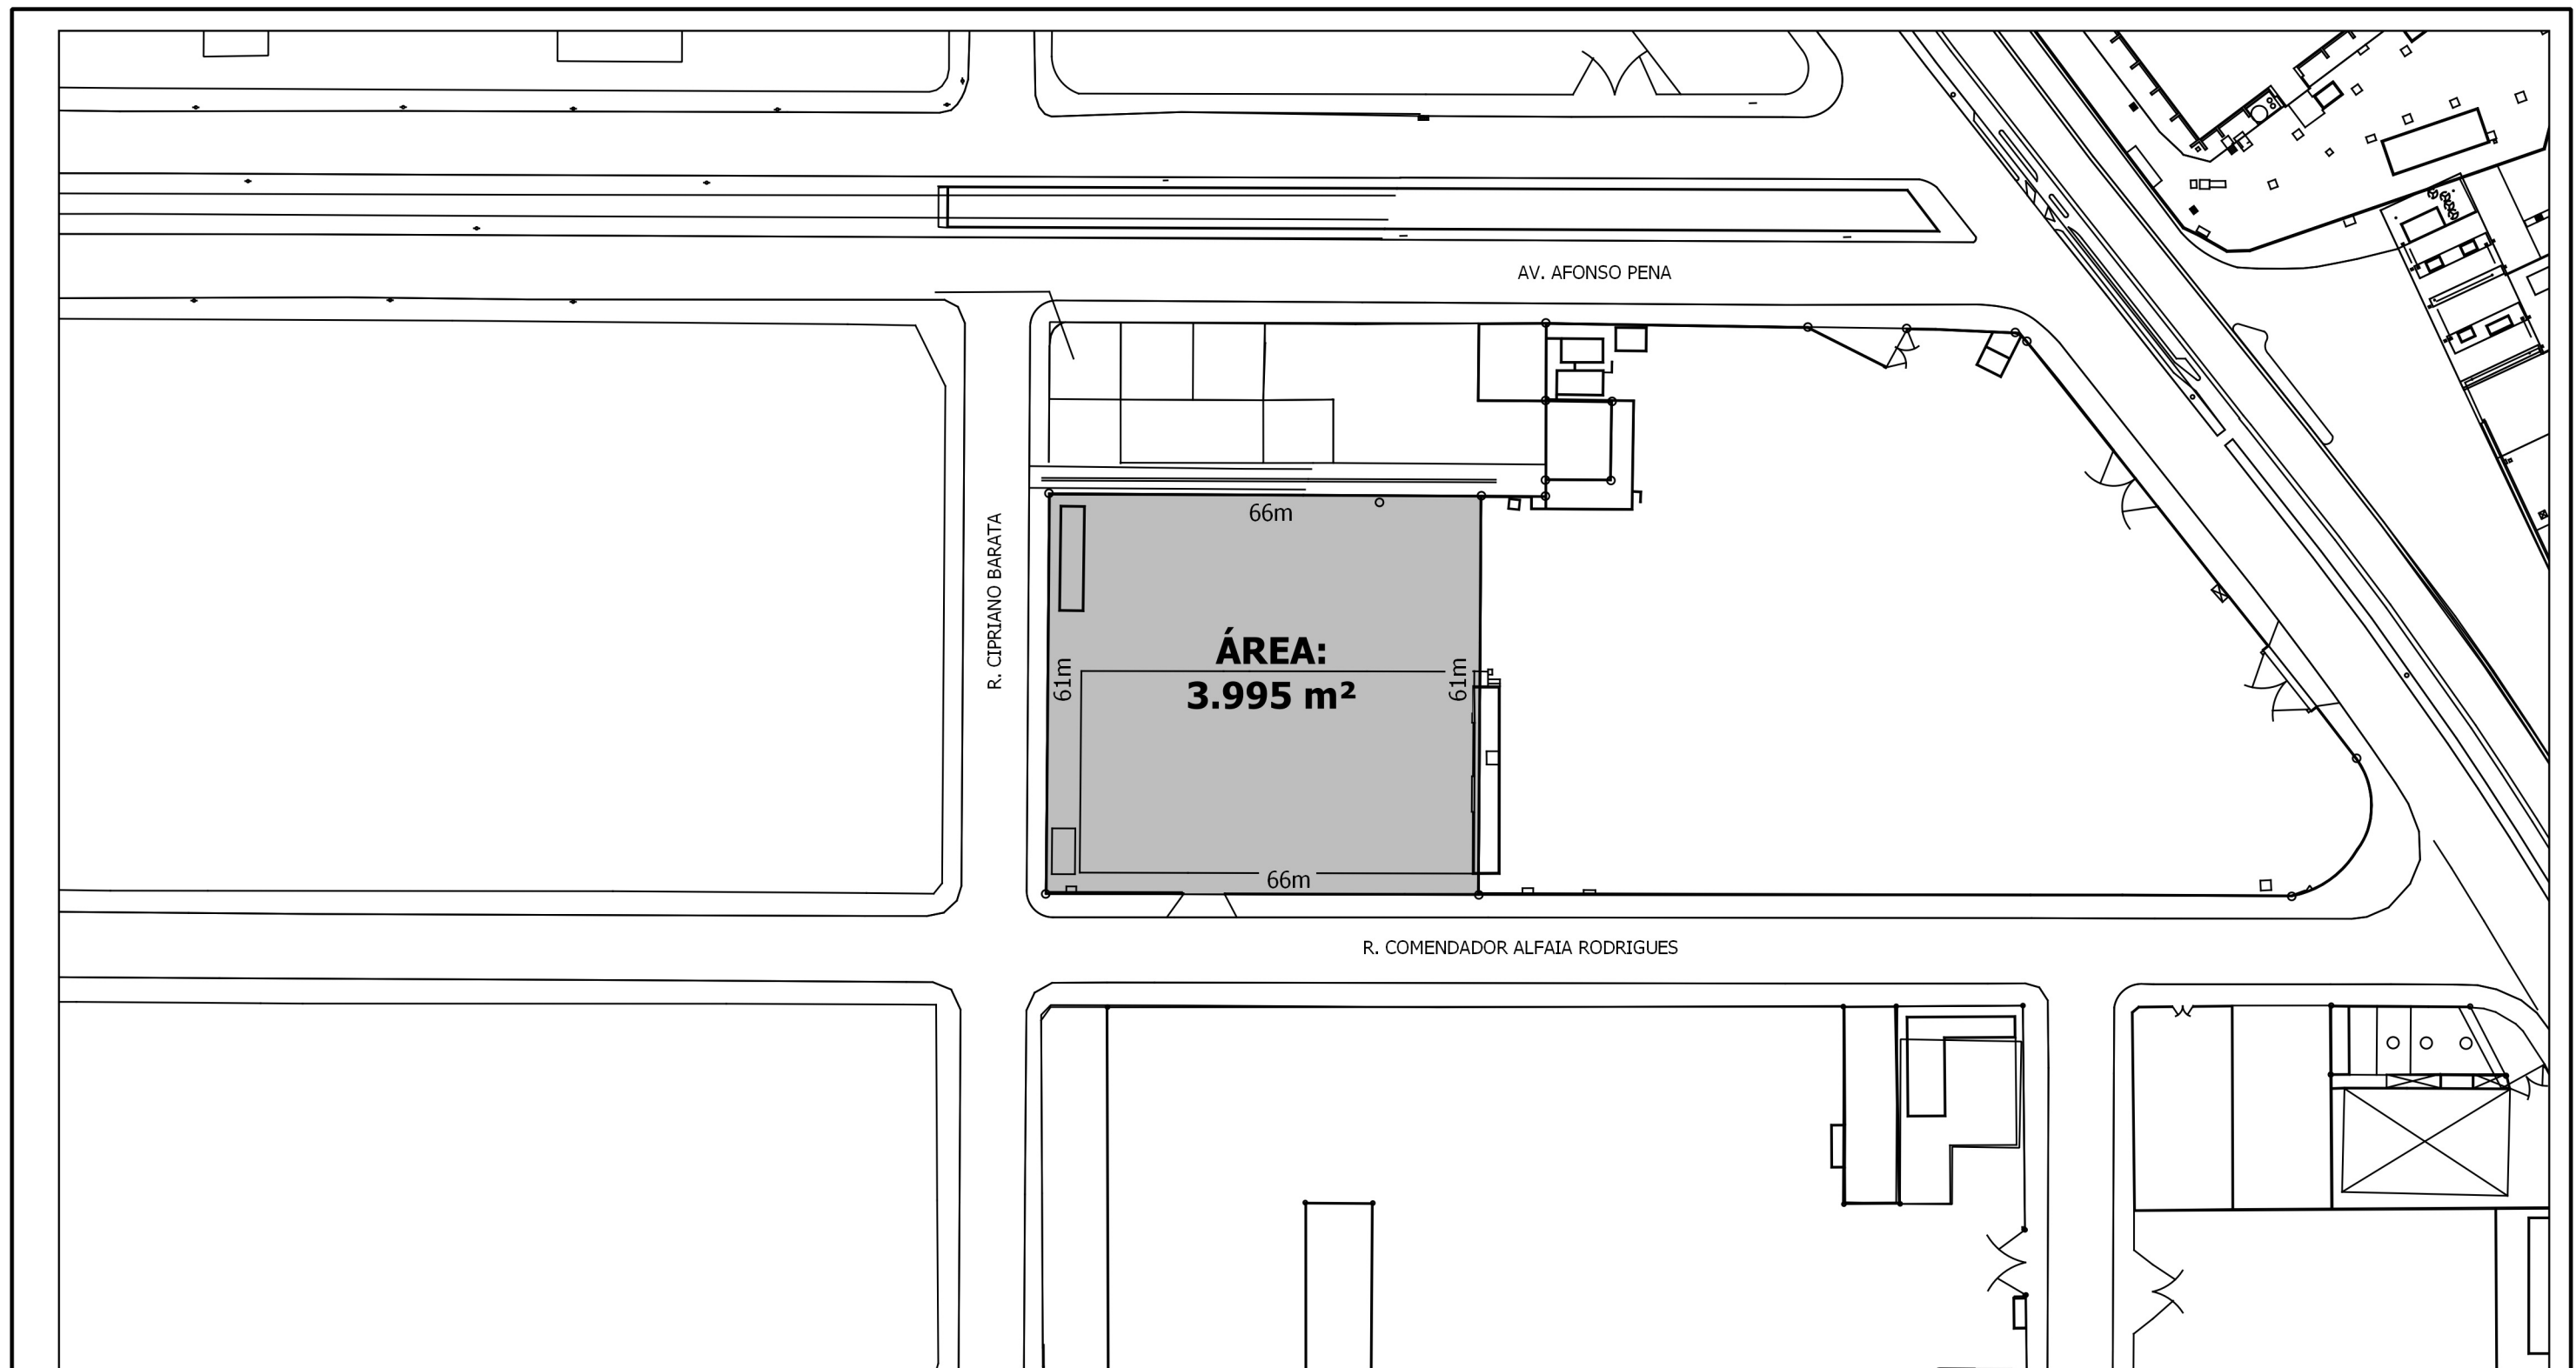 AV. AFONSO PENA
66m
R. CIPRIANO BARATA
ÁREA:
3.995 m²
61m
61m
66m
R. COMENDADOR ALFAIA RODRIGUES